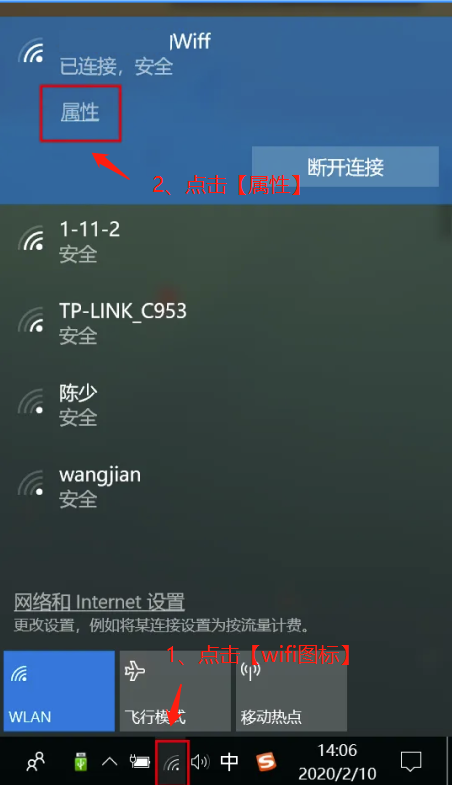 Wiff
已连接，安全
属性
2、点击【属性】
断开连接
1-11-2
安全
TP-LINK_C953
安全
陈少
安全
wangjian
安全
网络和 Internet 设置
更改设置，例如将某连接设置为按流量计费。
1、点击【wifi图标】
WLAN
飞行模式
移动热点
中
S
14:06
2020/2/10